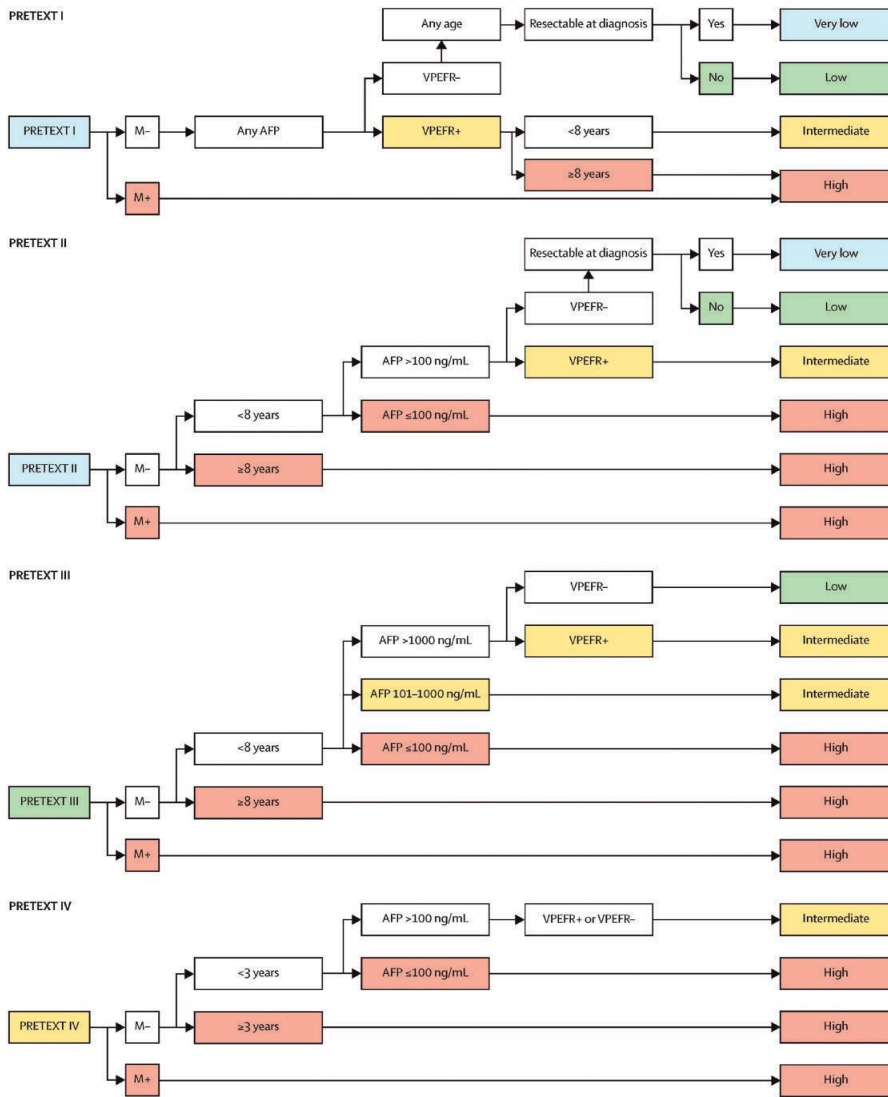 PRETEXT I
Any age
Resectable at diagnosis
Yes
Very low
VPEFR–
No
Low
PRETEXT I
M–
Any AFP
VPEFR+
<8 years
Intermediate
≥8 years
High
M+
PRETEXT II
Resectable at diagnosis
Yes
Very low
VPEFR–
No
Low
AFP >100 ng/mL
VPEFR+
Intermediate
<8 years
AFP ≤100 ng/mL
High
PRETEXT II
M–
≥8 years
High
M+
High
PRETEXT III
VPEFR–
Low
AFP >1000 ng/mL
VPEFR+
Intermediate
AFP 101–1000 ng/mL
Intermediate
<8 years
AFP ≤100 ng/mL
High
PRETEXT III
M–
≥8 years
High
M+
High
PRETEXT IV
AFP >100 ng/mL
VPEFR+ or VPEFR–
Intermediate
<3 years
AFP ≤100 ng/mL
High
PRETEXT IV
M–
≥3 years
High
M+
High